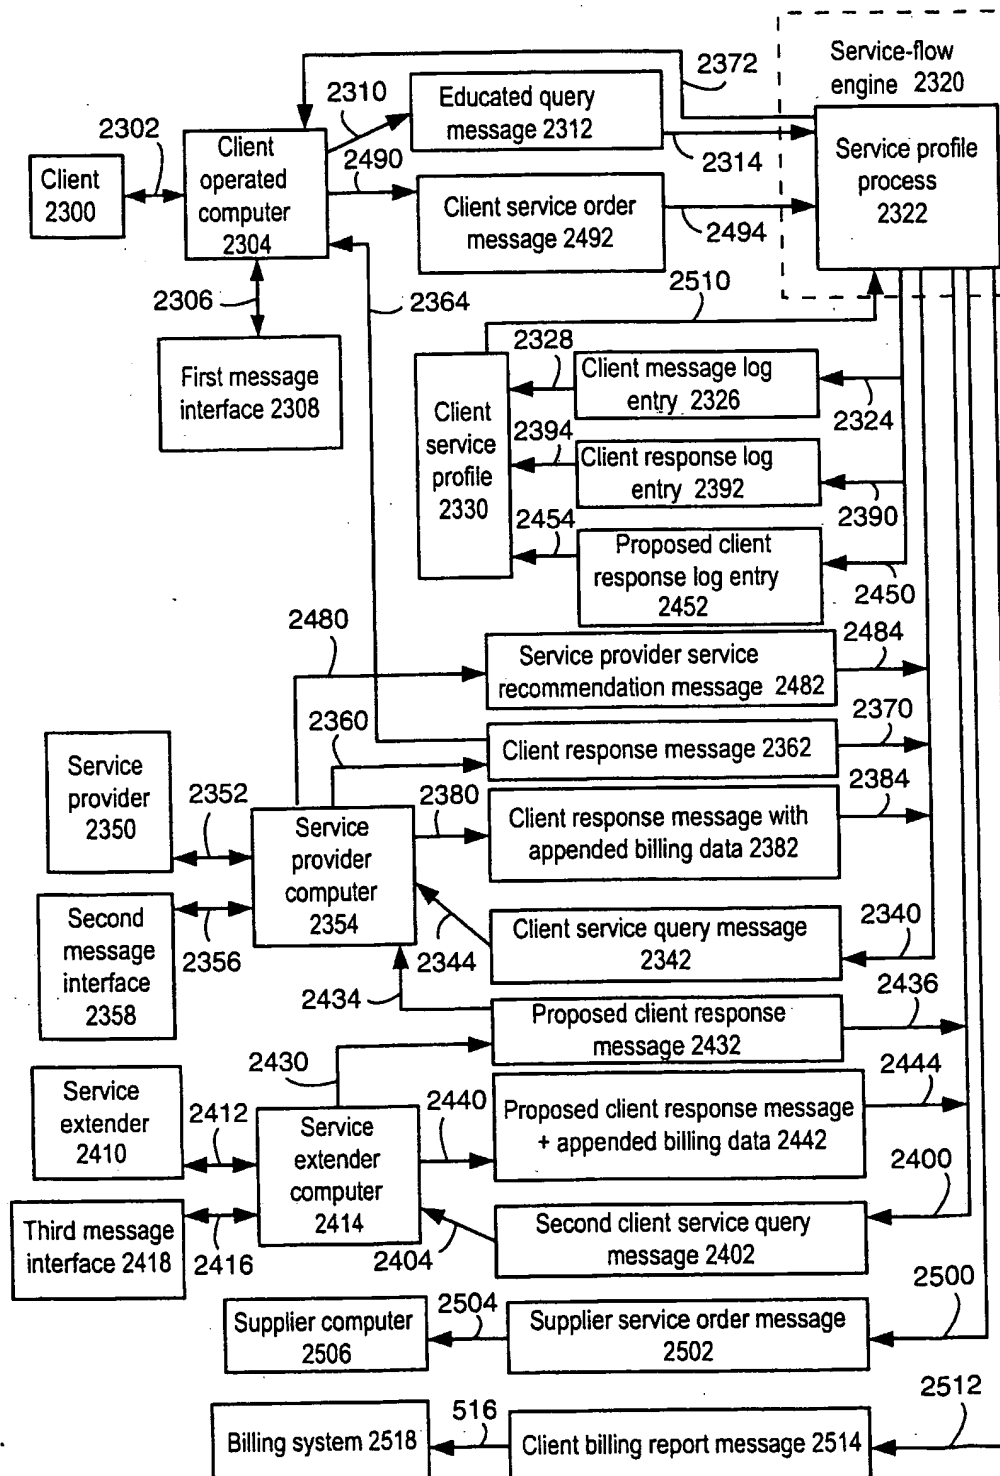 Service-flow
engine 2320
2372
2310
Educated query
message 2312
2302
2314
Client
operated
computer
2304
Service profile
process
2322
2490
Client
2300
Client service order
message 2492
2494
2510
2306
2364
2328
First message
interface 2308
Client message log
entry 2326
2324
Client
service
profile
2330
2394
Client response log
entry 2392
2390
2454
Proposed client
response log entry
2452
2450
2480
2484
Service provider service
recommendation message 2482
2360
2370
Client response message 2362
Service
provider
2350
2352
2380
2384
Service
provider
computer
2354
Client response message with
appended billing data 2382
Second
message
interface
2358
2356
2344
Client service query message
2342
2340
2434
2436
Proposed client response
message 2432
2430
2444
Service
extender
2410
2412
2440
Proposed client response message
+ appended billing data 2442
Service
extender
computer
2414
2400
Third message
interface 2418
2416
2404
Second client service query
message 2402
2500
Supplier computer
2506
2504
Supplier service order message
2502
2512
516
Billing system 2518
Client billing report message 2514